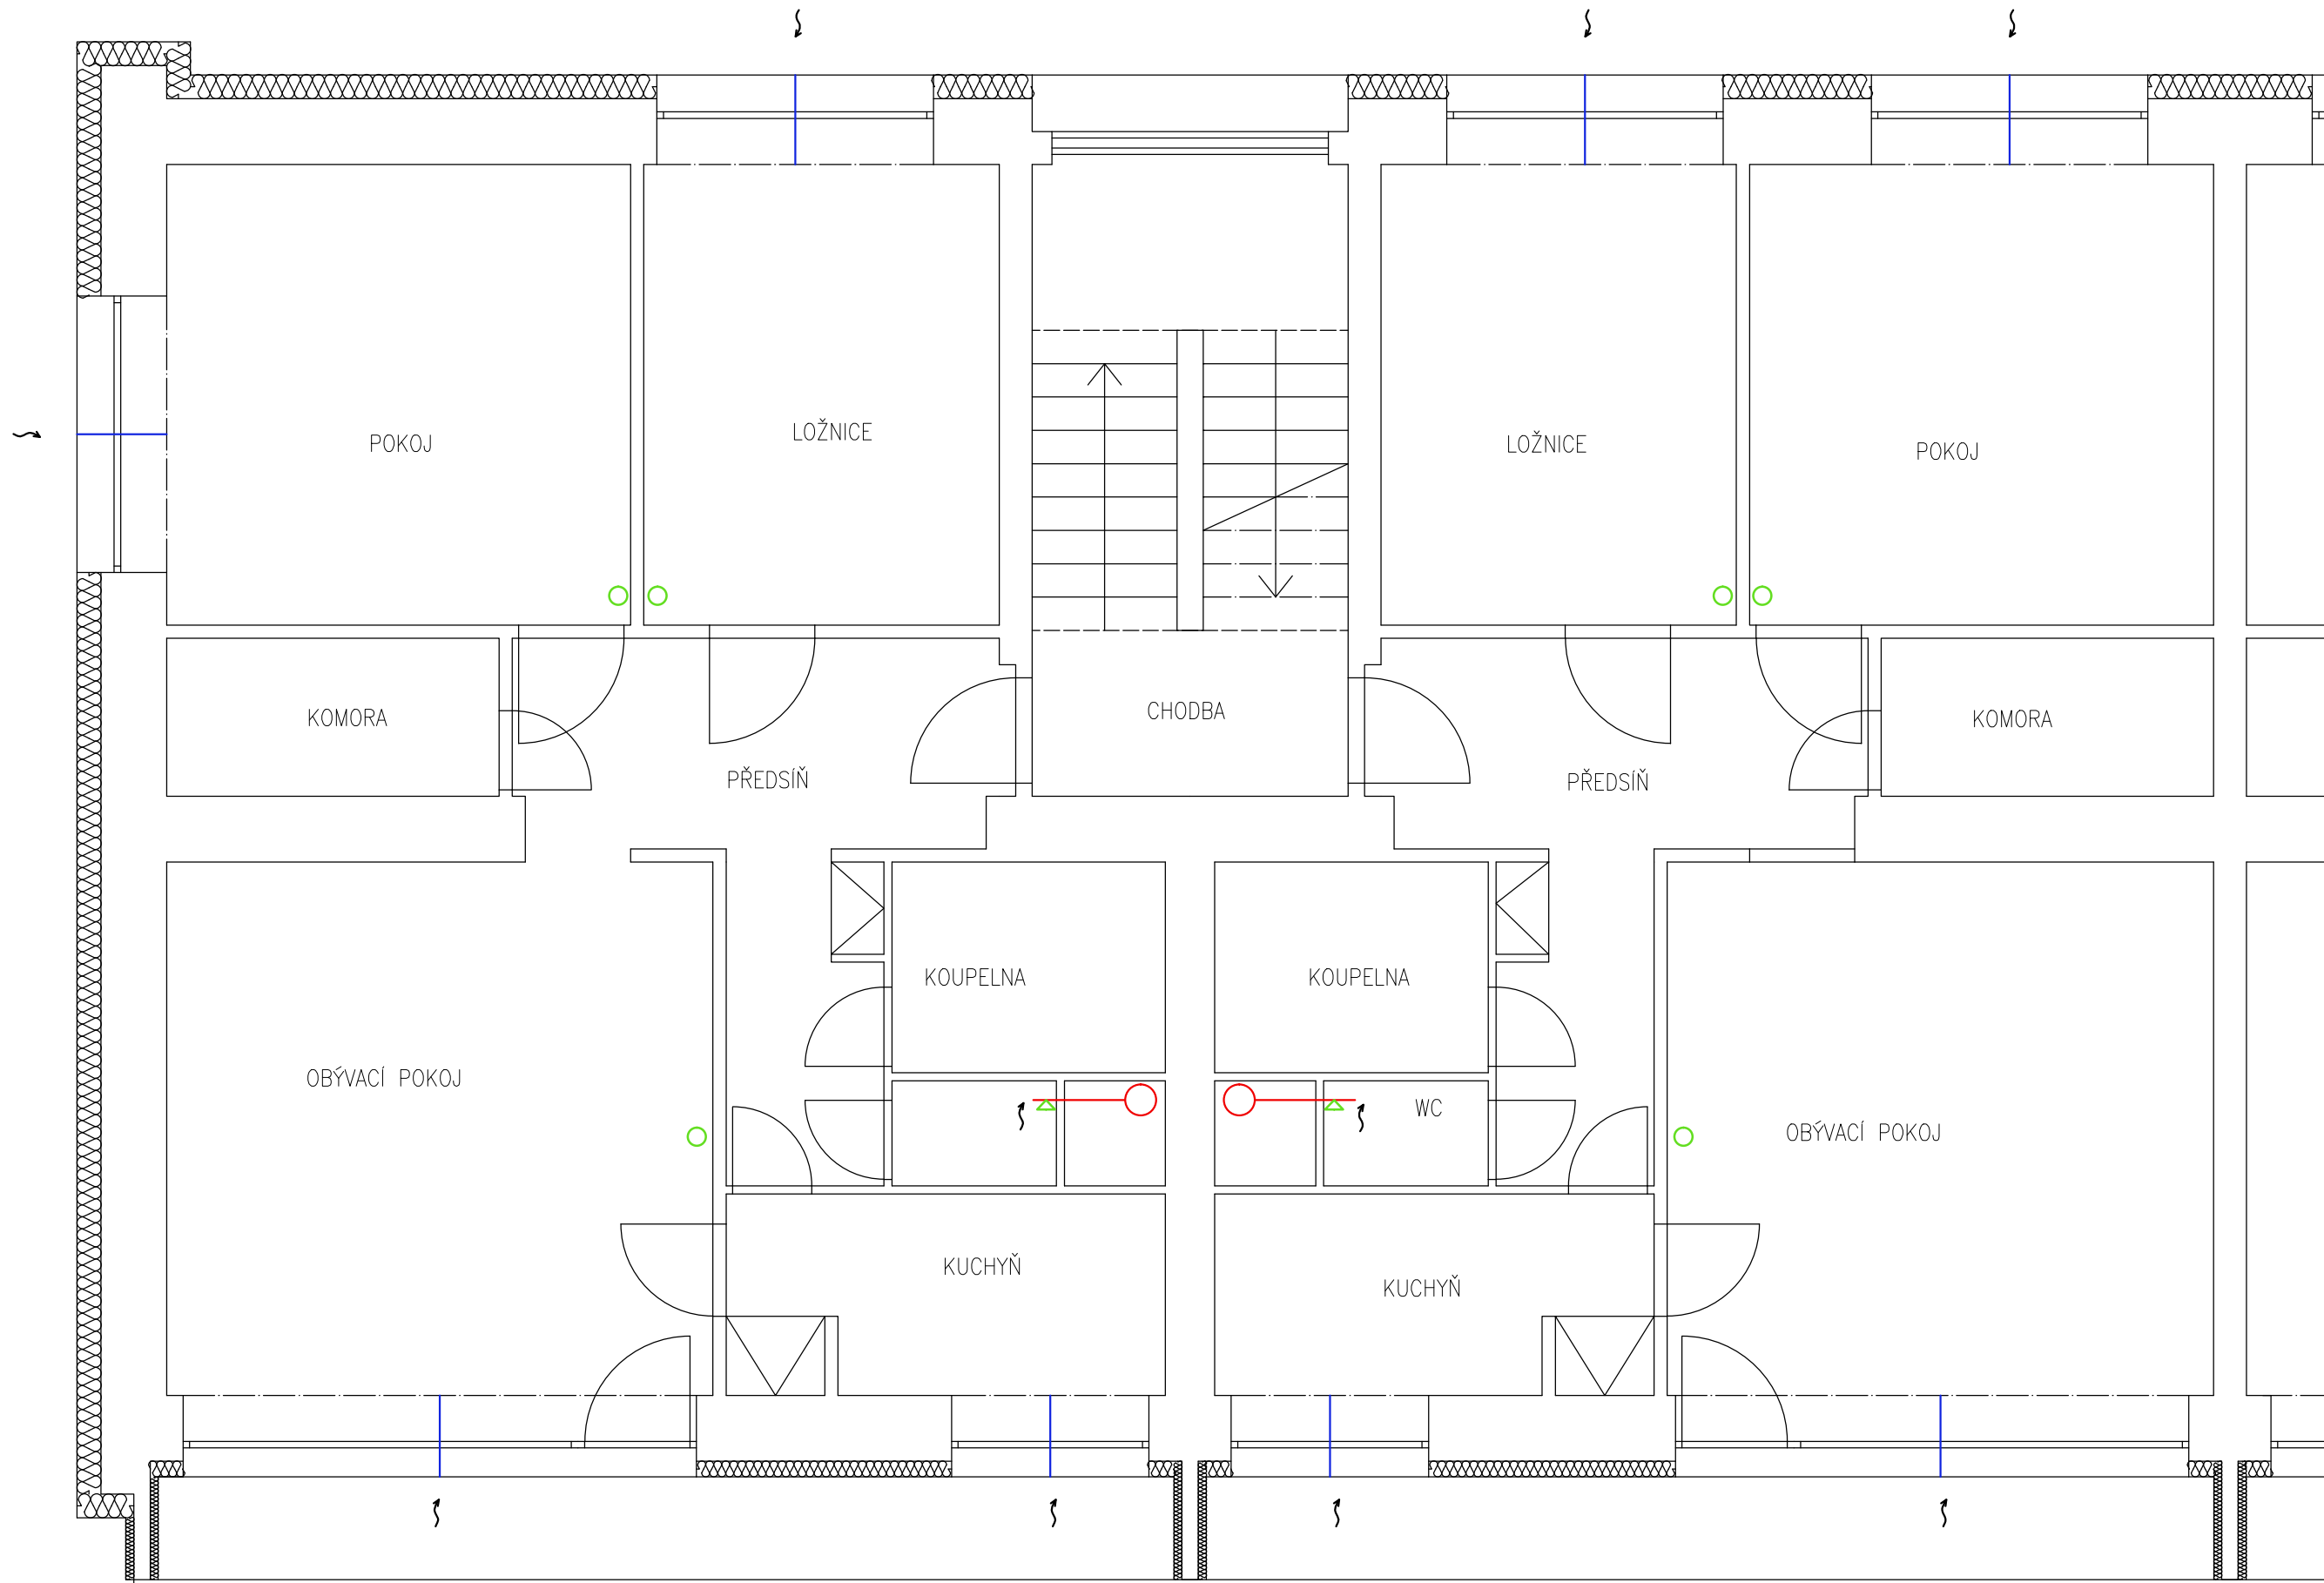 LOŽNICE
LOŽNICE
POKOJ
POKOJ
KOMORA
CHODBA
KOMORA
PŘEDSÍŇ
PŘEDSÍŇ
KOUPELNA
KOUPELNA
OBÝVACÍ POKOJ
WC
OBÝVACÍ POKOJ
KUCHYŇ
KUCHYŇ